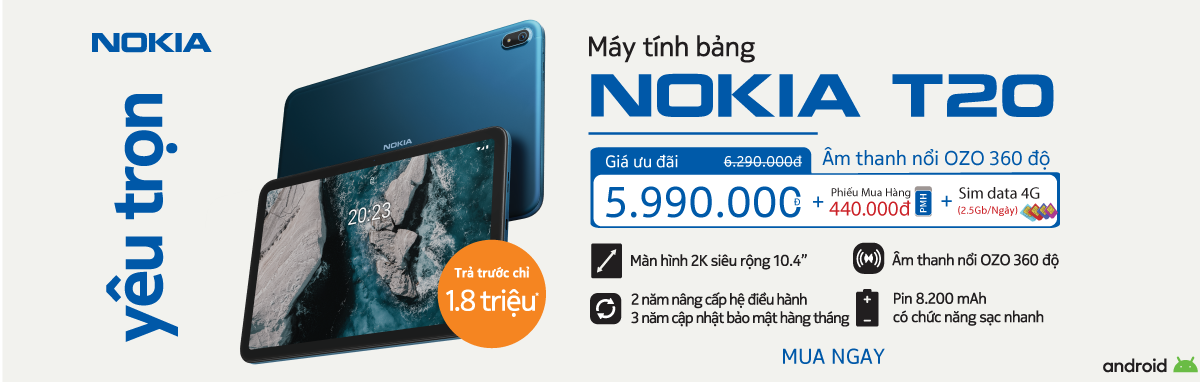 NOKIA
yêu trọn
NOKIA
20:23
Trả trước chỉ
1.8 triệu*
Máy tính bảng
NOKIA T20
Giá ưu đãi 6.290.000đ
Âm thanh nổi OZO 360 độ
5.990.000Đ + Phiếu Mua Hàng 440.000đ PMH + Sim data 4G (2.5Gb/Ngày)
Màn hình 2K siêu rộng 10.4”
Âm thanh nổi OZO 360 độ
2 năm nâng cấp hệ điều hành
3 năm cập nhật bảo mật hàng tháng
Pin 8.200 mAh
có chức năng sạc nhanh
MUA NGAY
android